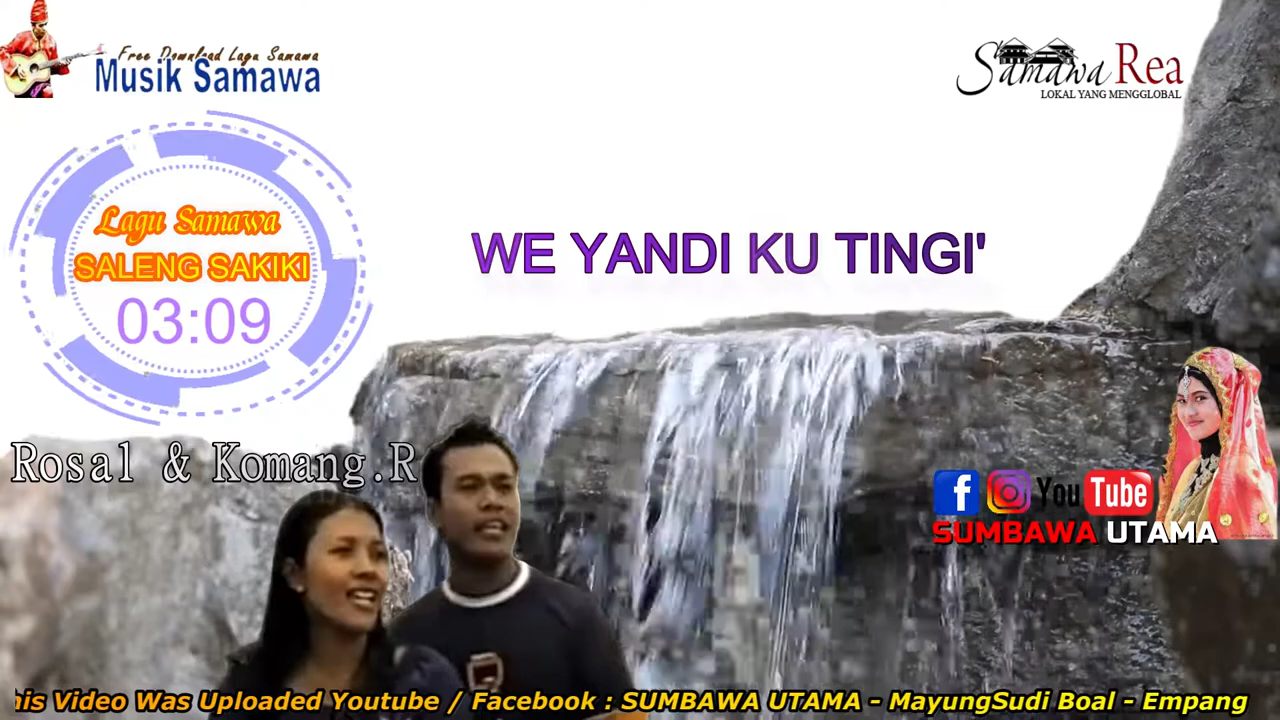 Free Download Lagu Samawa
Musik Samawa
Samawa Rea
LOKAL YANG MENGGLOBAL
Lagu Samawa
SALENG SAKIKI
03:09
WE YANDI KU TINGI'
Rosal & Komang.R
f
You Tube
SUMBAWA UTAMA
his Video Was Uploaded Youtube / Facebook : SUMBAWA UTAMA - MayungSudi Boal - Empang